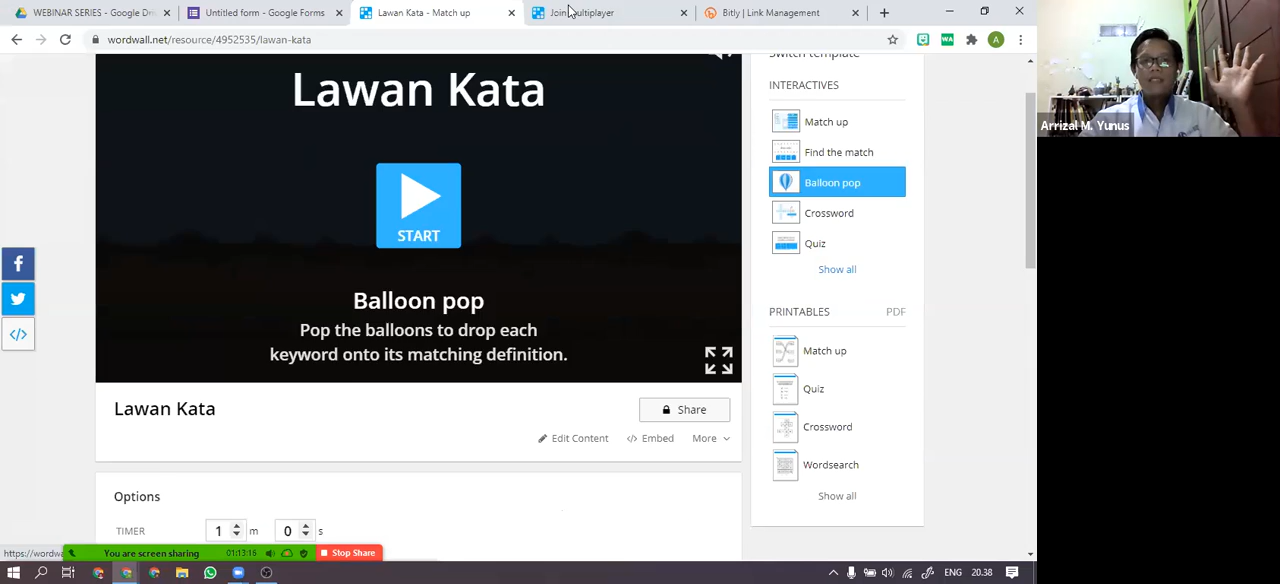 WEBINAR SERIES - Google Dri
Untitled form - Google Forms
Lawan Kata - Match up
Join multiplayer
Bitly | Link Management
wordwall.net/resource/4952535/lawan-kata
A
Lawan Kata
START
Balloon pop
Pop the balloons to drop each
keyword onto its matching definition.
Lawan Kata
Share
Edit Content
Embed
More
Options
TIMER
1 m 0 s
Switch template
INTERACTIVES
Match up
Find the match
Balloon pop
Crossword
Quiz
Show all
PRINTABLES
PDF
Match up
Quiz
Crossword
Wordsearch
Show all
Arrizal M. Yunus
https://wordwa
You are screen sharing
01:13:16
Stop Share
ENG
20.38